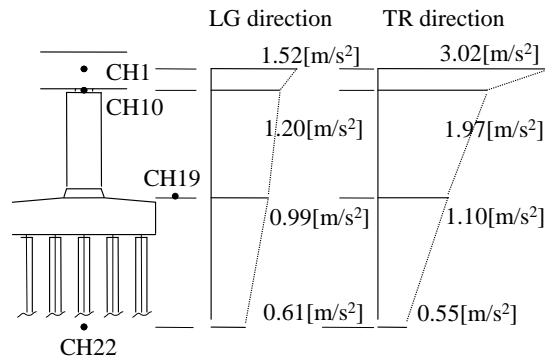 LG direction TR direction
1.52[m/s²] 3.02[m/s²]
CH1
CH10
1.20[m/s²] 1.97[m/s²]
CH19
0.99[m/s²] 1.10[m/s²]
0.61[m/s²] 0.55[m/s²]
CH22